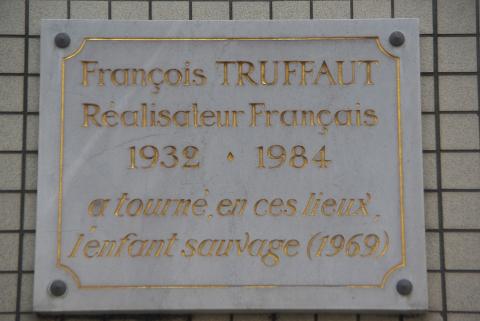 François TRUFFAUT
Réalisateur Français
1932 ♦ 1984
a tourné, en ces lieux,
l'enfant sauvage (1969)